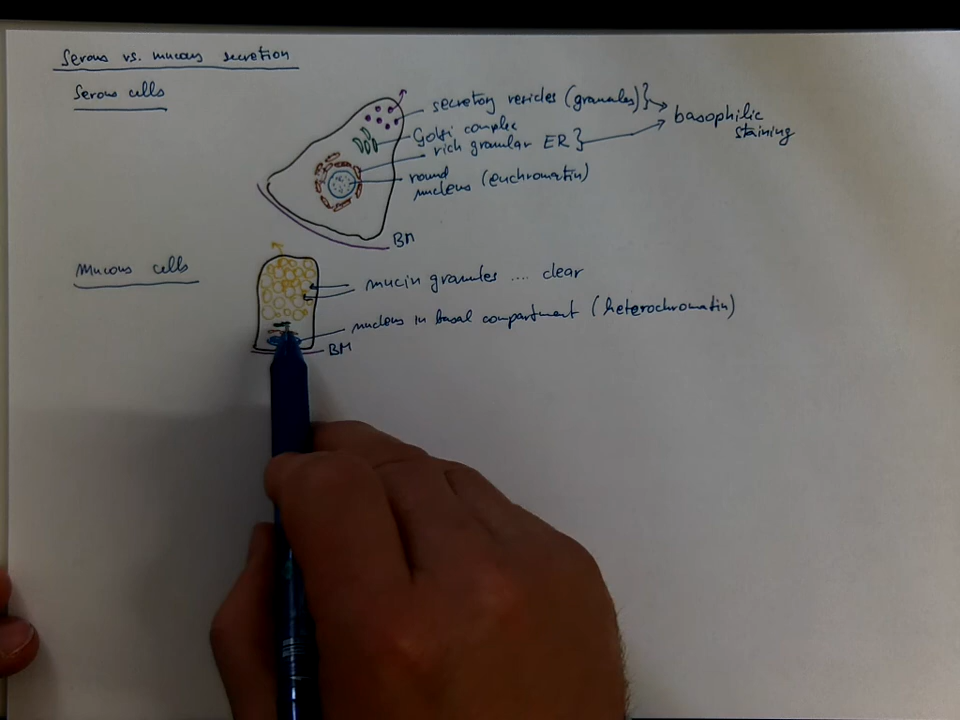 Serous vs. mucous secretion
Serous cells
secretory vesicles (granules)
Golgi complex
rich granular ER
basophilic
staining
round
nucleus (euchromatin)
BM
Mucous cells
mucin granules .... clear
nucleus in basal compartment (heterochromatin)
BM